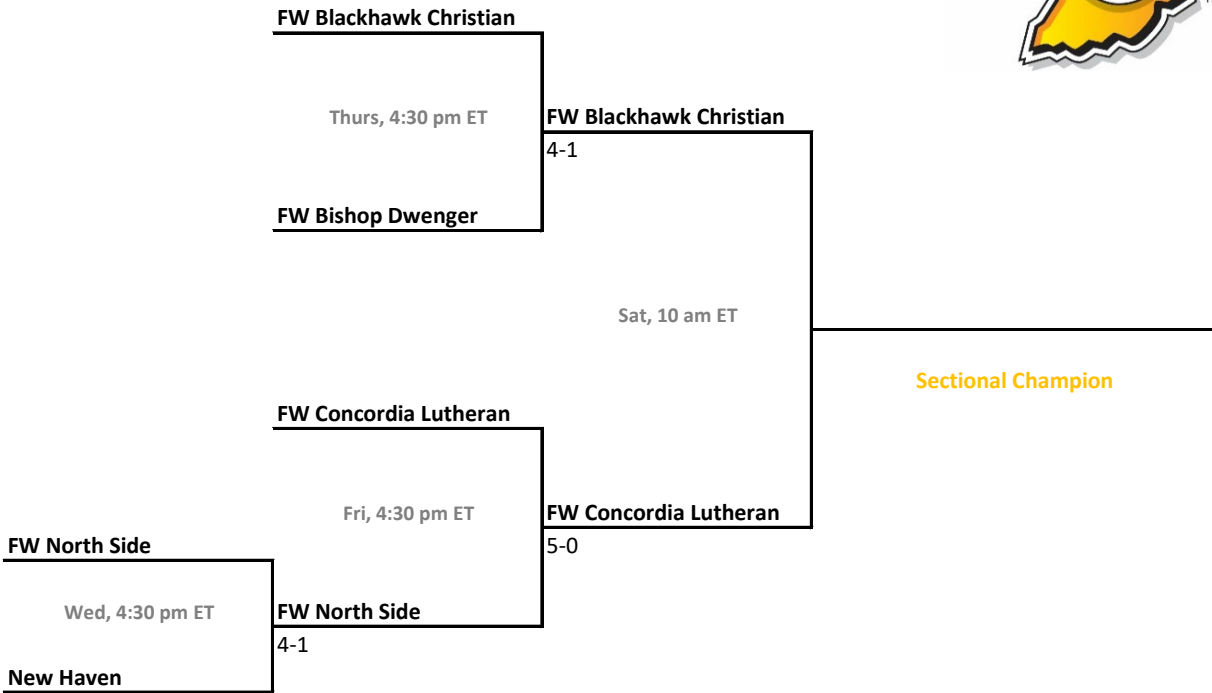 FW Blackhawk Christian
Thurs, 4:30 pm ET
FW Blackhawk Christian
4-1
FW Bishop Dwenger
Sat, 10 am ET
Sectional Champion
FW Concordia Lutheran
Fri, 4:30 pm ET
FW Concordia Lutheran
5-0
FW North Side
Wed, 4:30 pm ET
FW North Side
4-1
New Haven